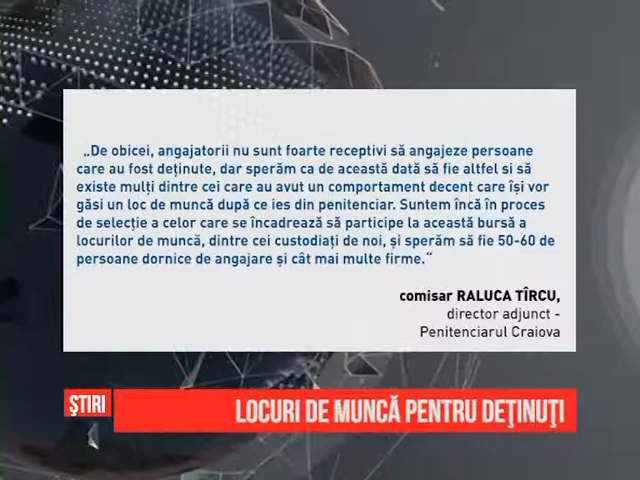 „De obicei, angajatorii nu sunt foarte receptivi să angajeze persoane
care au fost deținute, dar sperăm ca de această dată să fie altfel si să
existe mulți dintre cei care au avut un comportament decent care își vor
găsi un loc de muncă după ce ies din penitenciar. Suntem încă în proces
de selecție a celor care se încadrează să participe la această bursă a
locurilor de muncă, dintre cei custodiați de noi, și sperăm să fie 50-60 de
persoane dornice de angajare și cât mai multe firme.“
comisar RALUCA TÎRCU,
director adjunct -
Penitenciarul Craiova
ŞTIRI
LOCURI DE MUNCĂ PENTRU DEŢINUŢI